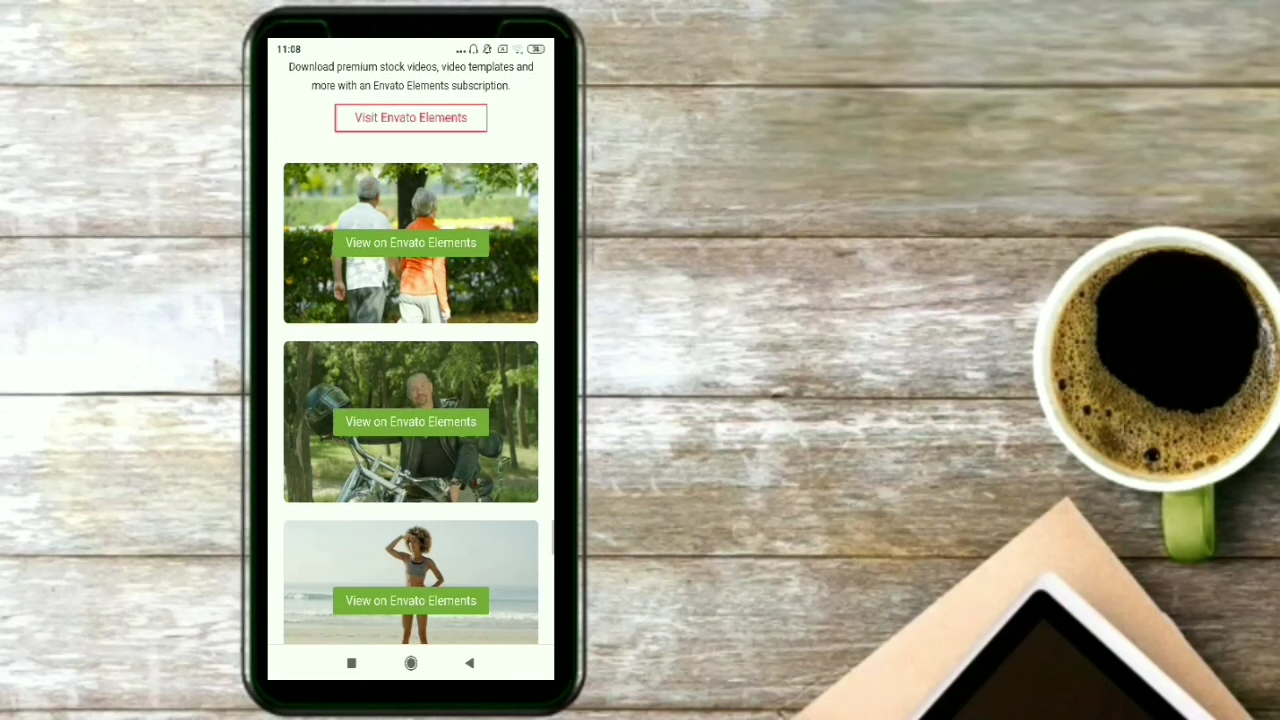 11:08
76
Download premium stock videos, video templates and
more with an Envato Elements subscription.
Visit Envato Elements
View on Envato Elements
View on Envato Elements
View on Envato Elements